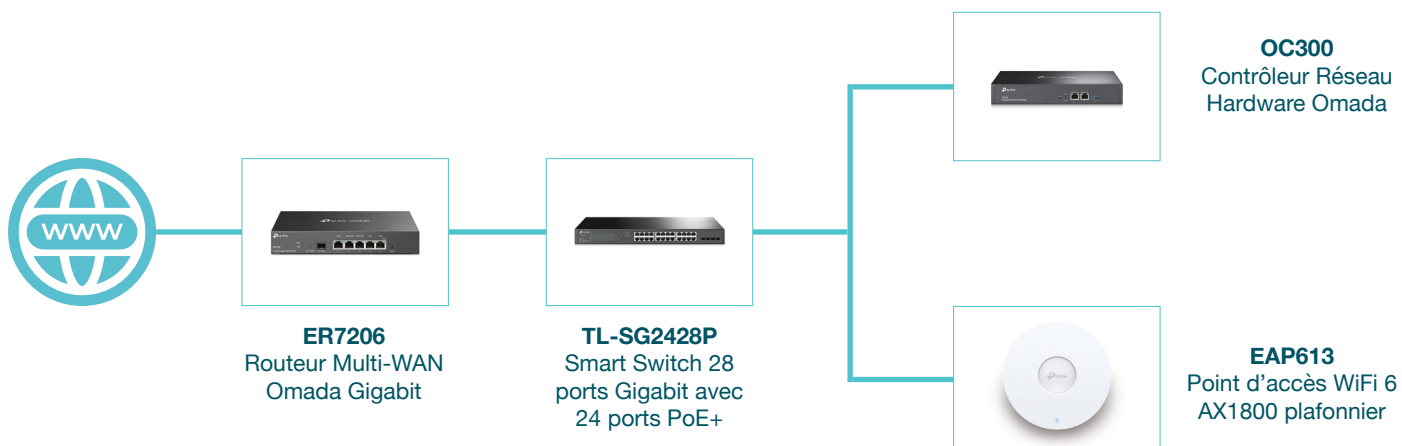 OC300
Contrôleur Réseau
Hardware Omada
www
ER7206
Routeur Multi-WAN
Omada Gigabit
TL-SG2428P
Smart Switch 28
ports Gigabit avec
24 ports PoE+
EAP613
Point d’accès WiFi 6
AX1800 plafonnier